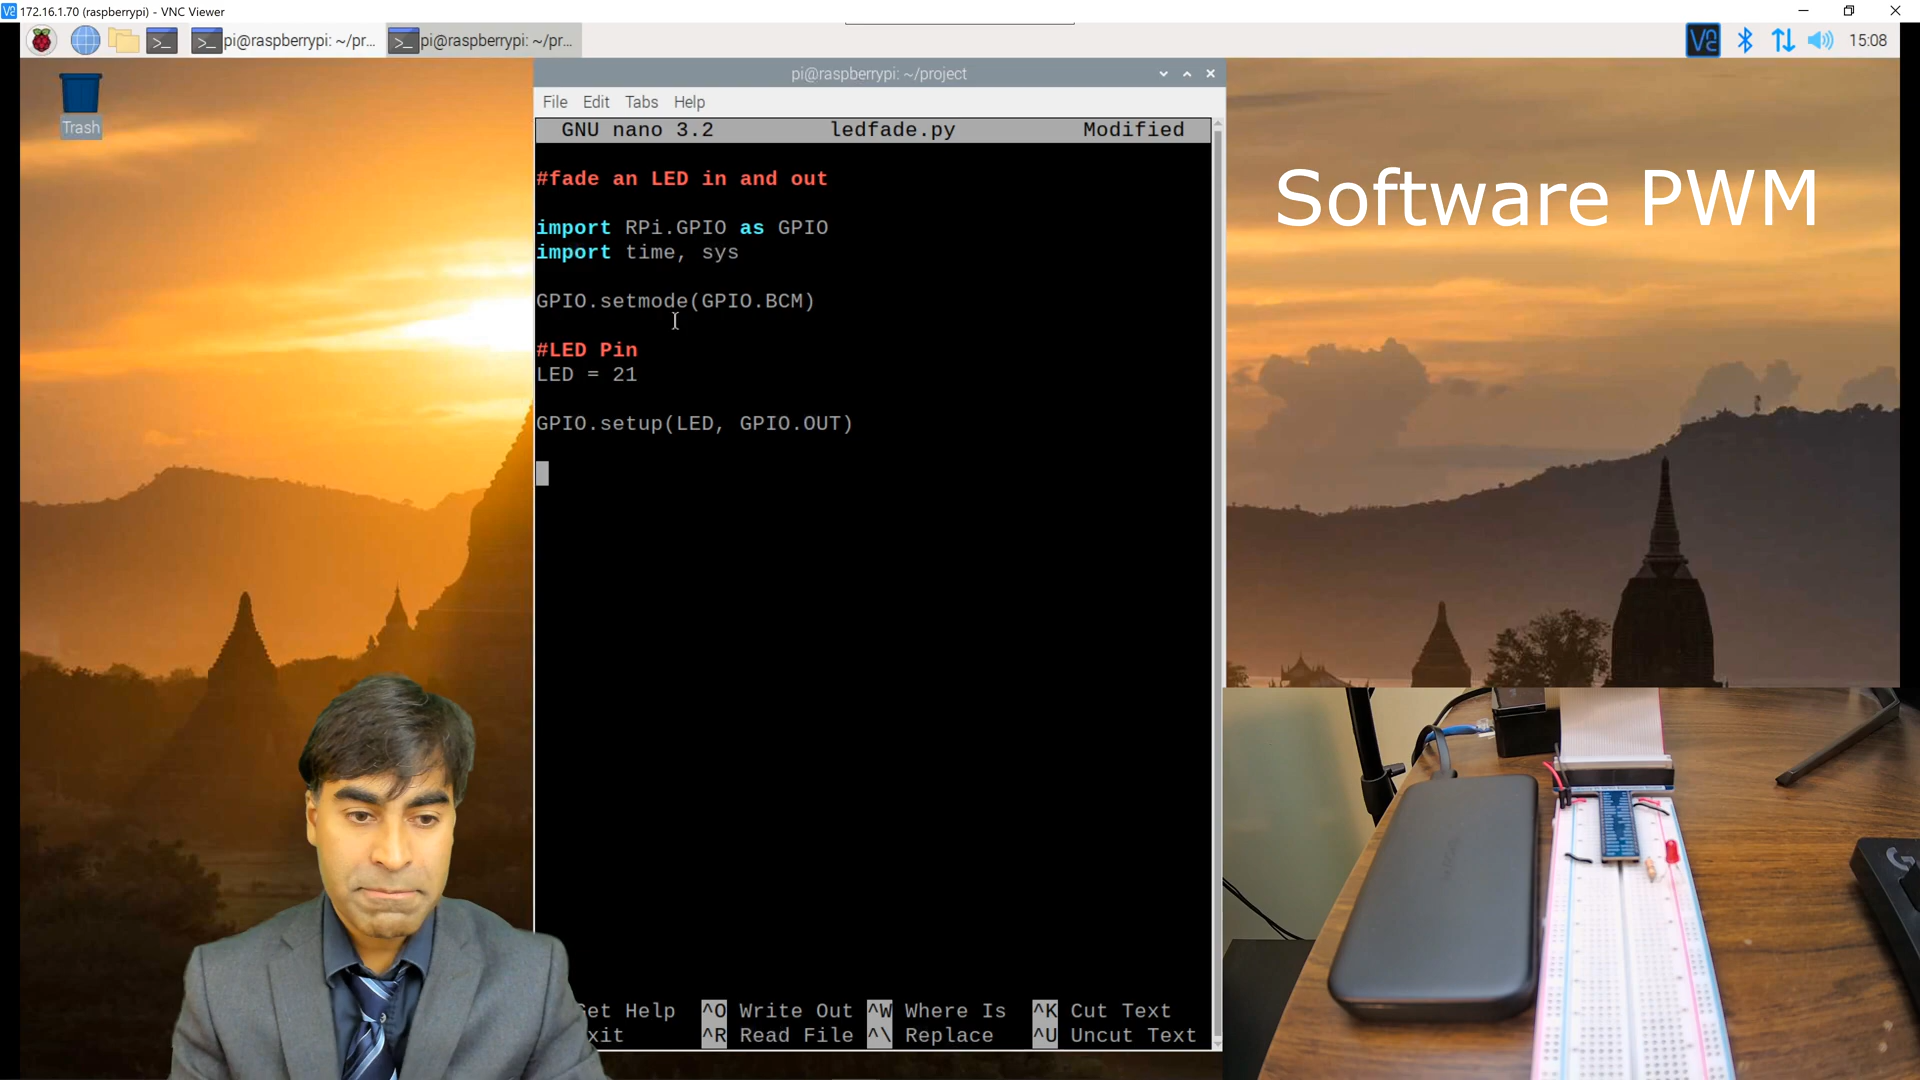 172.16.1.70 (raspberrypi) - VNC Viewer
pi@raspberrypi: ~/pr...
pi@raspberrypi: ~/pr...
15:08
Trash
pi@raspberrypi: ~/project
File Edit Tabs Help
GNU nano 3.2 ledfade.py Modified
#fade an LED in and out
import RPi.GPIO as GPIO
import time, sys
GPIO.setmode(GPIO.BCM)
#LED Pin
LED = 21
GPIO.setup(LED, GPIO.OUT)
Software PWM
et Help ^O Write Out ^W Where Is ^K Cut Text
xit ^R Read File ^\ Replace ^U Uncut Text